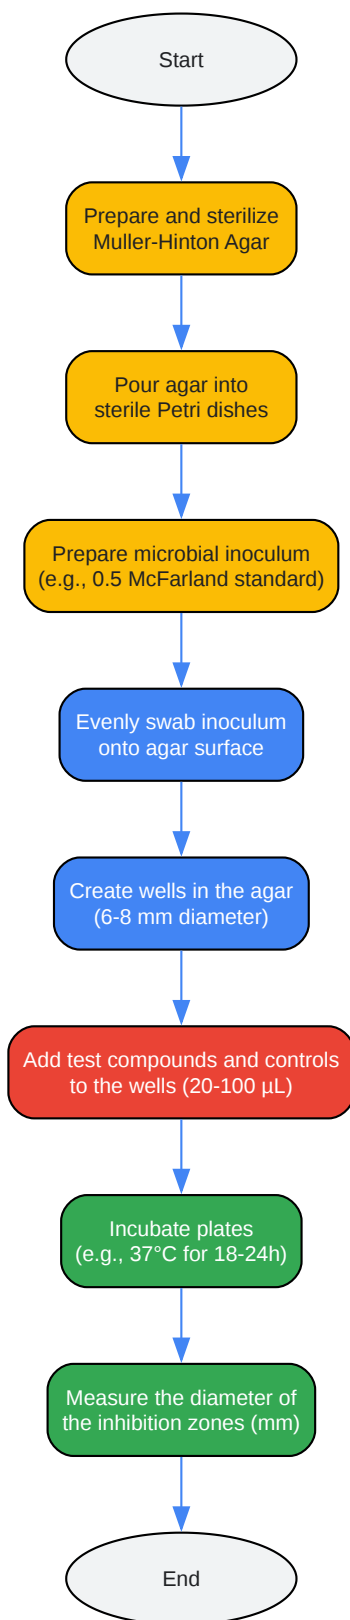 Start
Prepare and sterilize
Muller-Hinton Agar
Pour agar into
sterile Petri dishes
Prepare microbial inoculum
(e.g., 0.5 McFarland standard)
Evenly swab inoculum
onto agar surface
Create wells in the agar
(6-8 mm diameter)
Add test compounds and controls
to the wells (20-100 µL)
Incubate plates
(e.g., 37°C for 18-24h)
Measure the diameter of
the inhibition zones (mm)
End